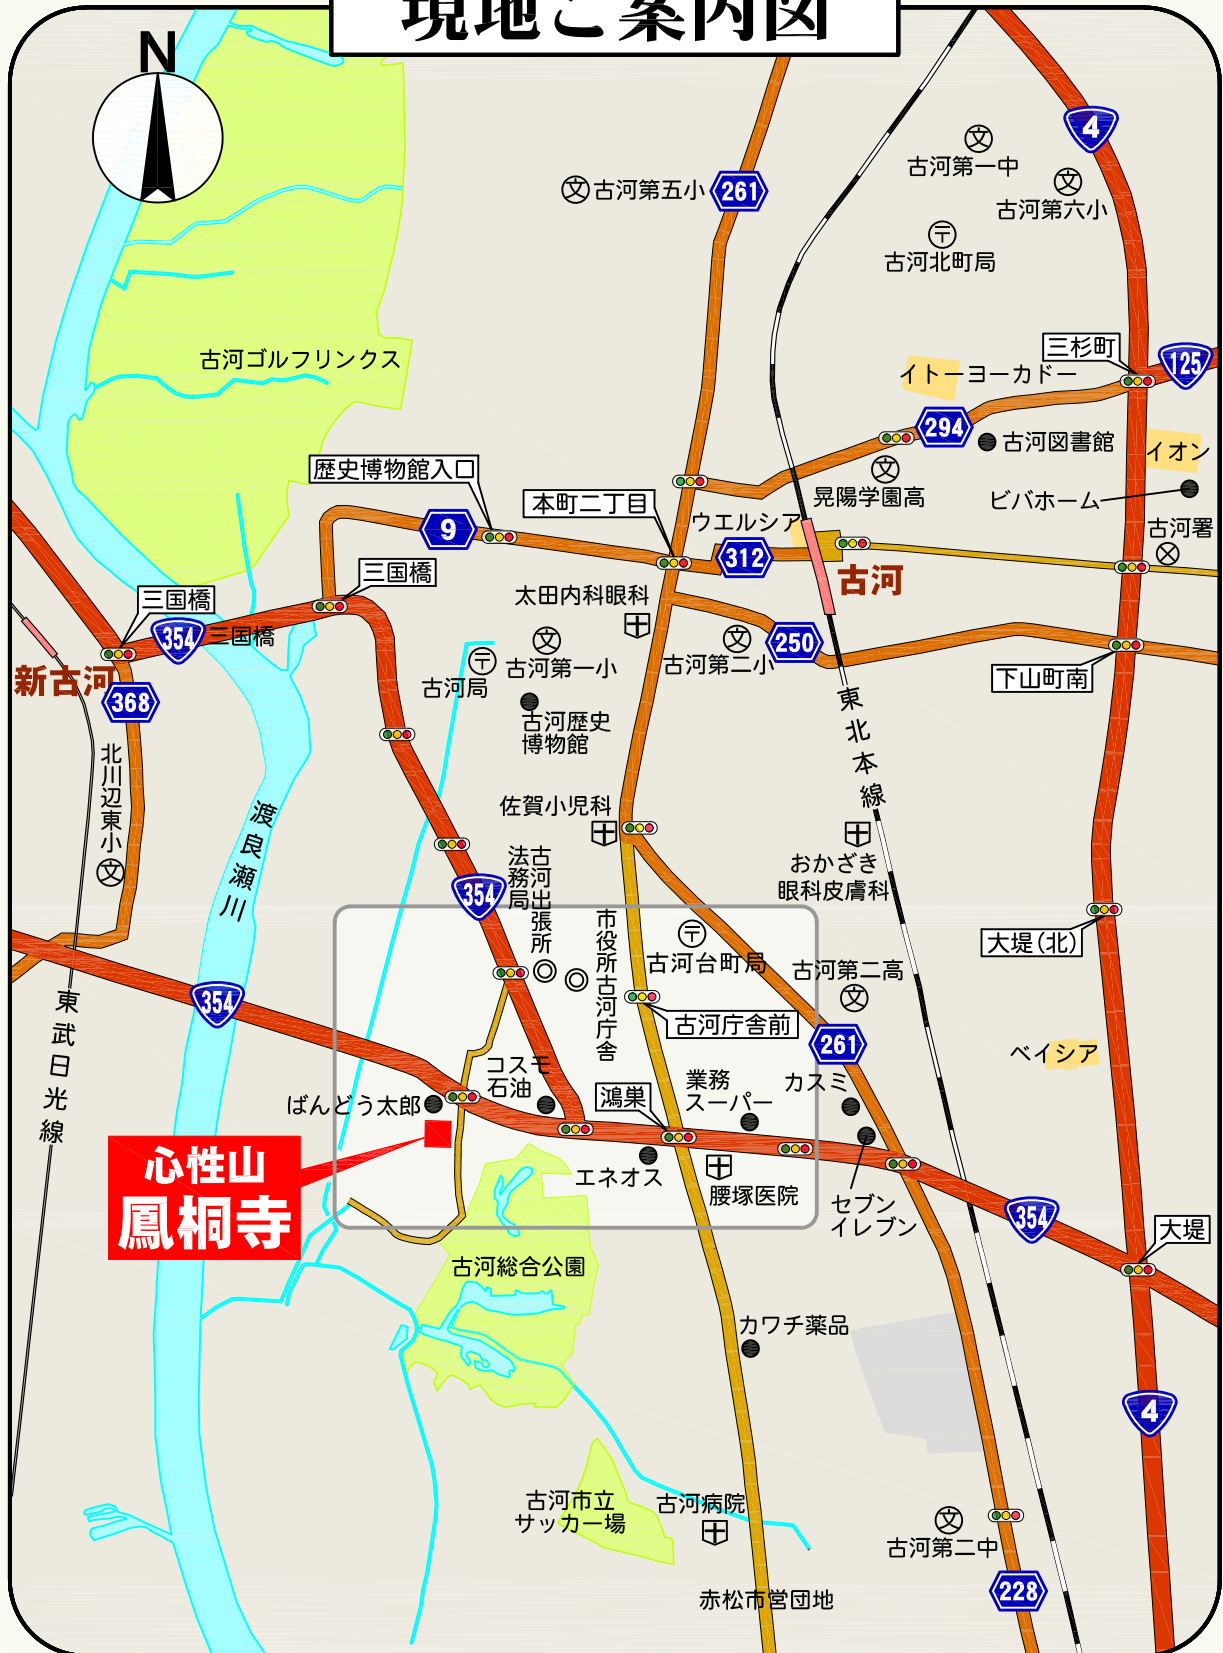 現地ご案内図
N
4
古河第一中
文
文
古河第五小
261
文
古河第六小
〒
古河北町局
三杉町
125
古河ゴルフリンクス
イトーヨーカドー
294
古河図書館
イオン
歴史博物館入口
文
晃陽学園高
ビバホーム
本町二丁目
ウエルシア
古河署
9
312
三国橋
古河
三国橋
太田内科眼科
354
三国橋
文
古河第一小
文
古河第二小
250
〒
古河局
下山町南
新古河
368
古河歴史
博物館
東北本線
北川辺東小
文
渡良瀬川
佐賀小児科
おかざき
眼科皮膚科
古河出張所
法務局
354
市役所古河庁舎
〒
古河台町局
大堤(北)
古河第二高
文
354
東武日光線
古河庁舎前
261
ベイシア
コスモ
石油
業務
スーパー
カスミ
鴻巣
ばんどう太郎
心性山
鳳桐寺
エネオス
腰塚医院
セブン
イレブン
354
大堤
古河総合公園
カワチ薬品
4
古河市立
サッカー場
古河病院
文
古河第二中
228
赤松市営団地